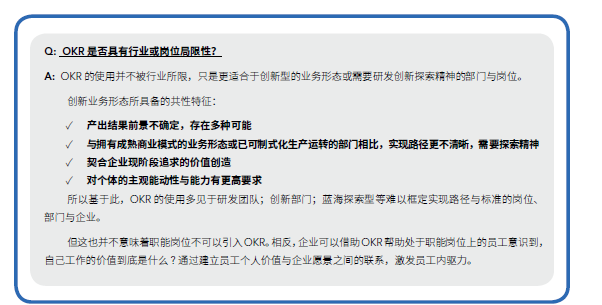 Q: OKR 是否具有行业或岗位局限性?
A: OKR 的使用并不被行业所限，只是更适合于创新型的业务形态或需要研发创新探索精神的部门与岗位。
创新业务形态所具备的共性特征：
✓ 产出结果前景不确定，存在多种可能
✓ 与拥有成熟商业模式的业务形态或已可制式化生产运转的部门相比，实现路径更不清晰，需要探索精神
✓ 契合企业现阶段追求的价值创造
✓ 对个体的主观能动性与能力有更高要求
所以基于此，OKR 的使用多见于研发团队；创新部门；蓝海探索型等难以框定实现路径与标准的岗位、
部门与企业。
但这也并不意味着职能岗位不可以引入OKR。相反，企业可以借助OKR 帮助处于职能岗位上的员工意识到，
自己工作的价值到底是什么？通过建立员工个人价值与企业愿景之间的联系，激发员工内驱力。